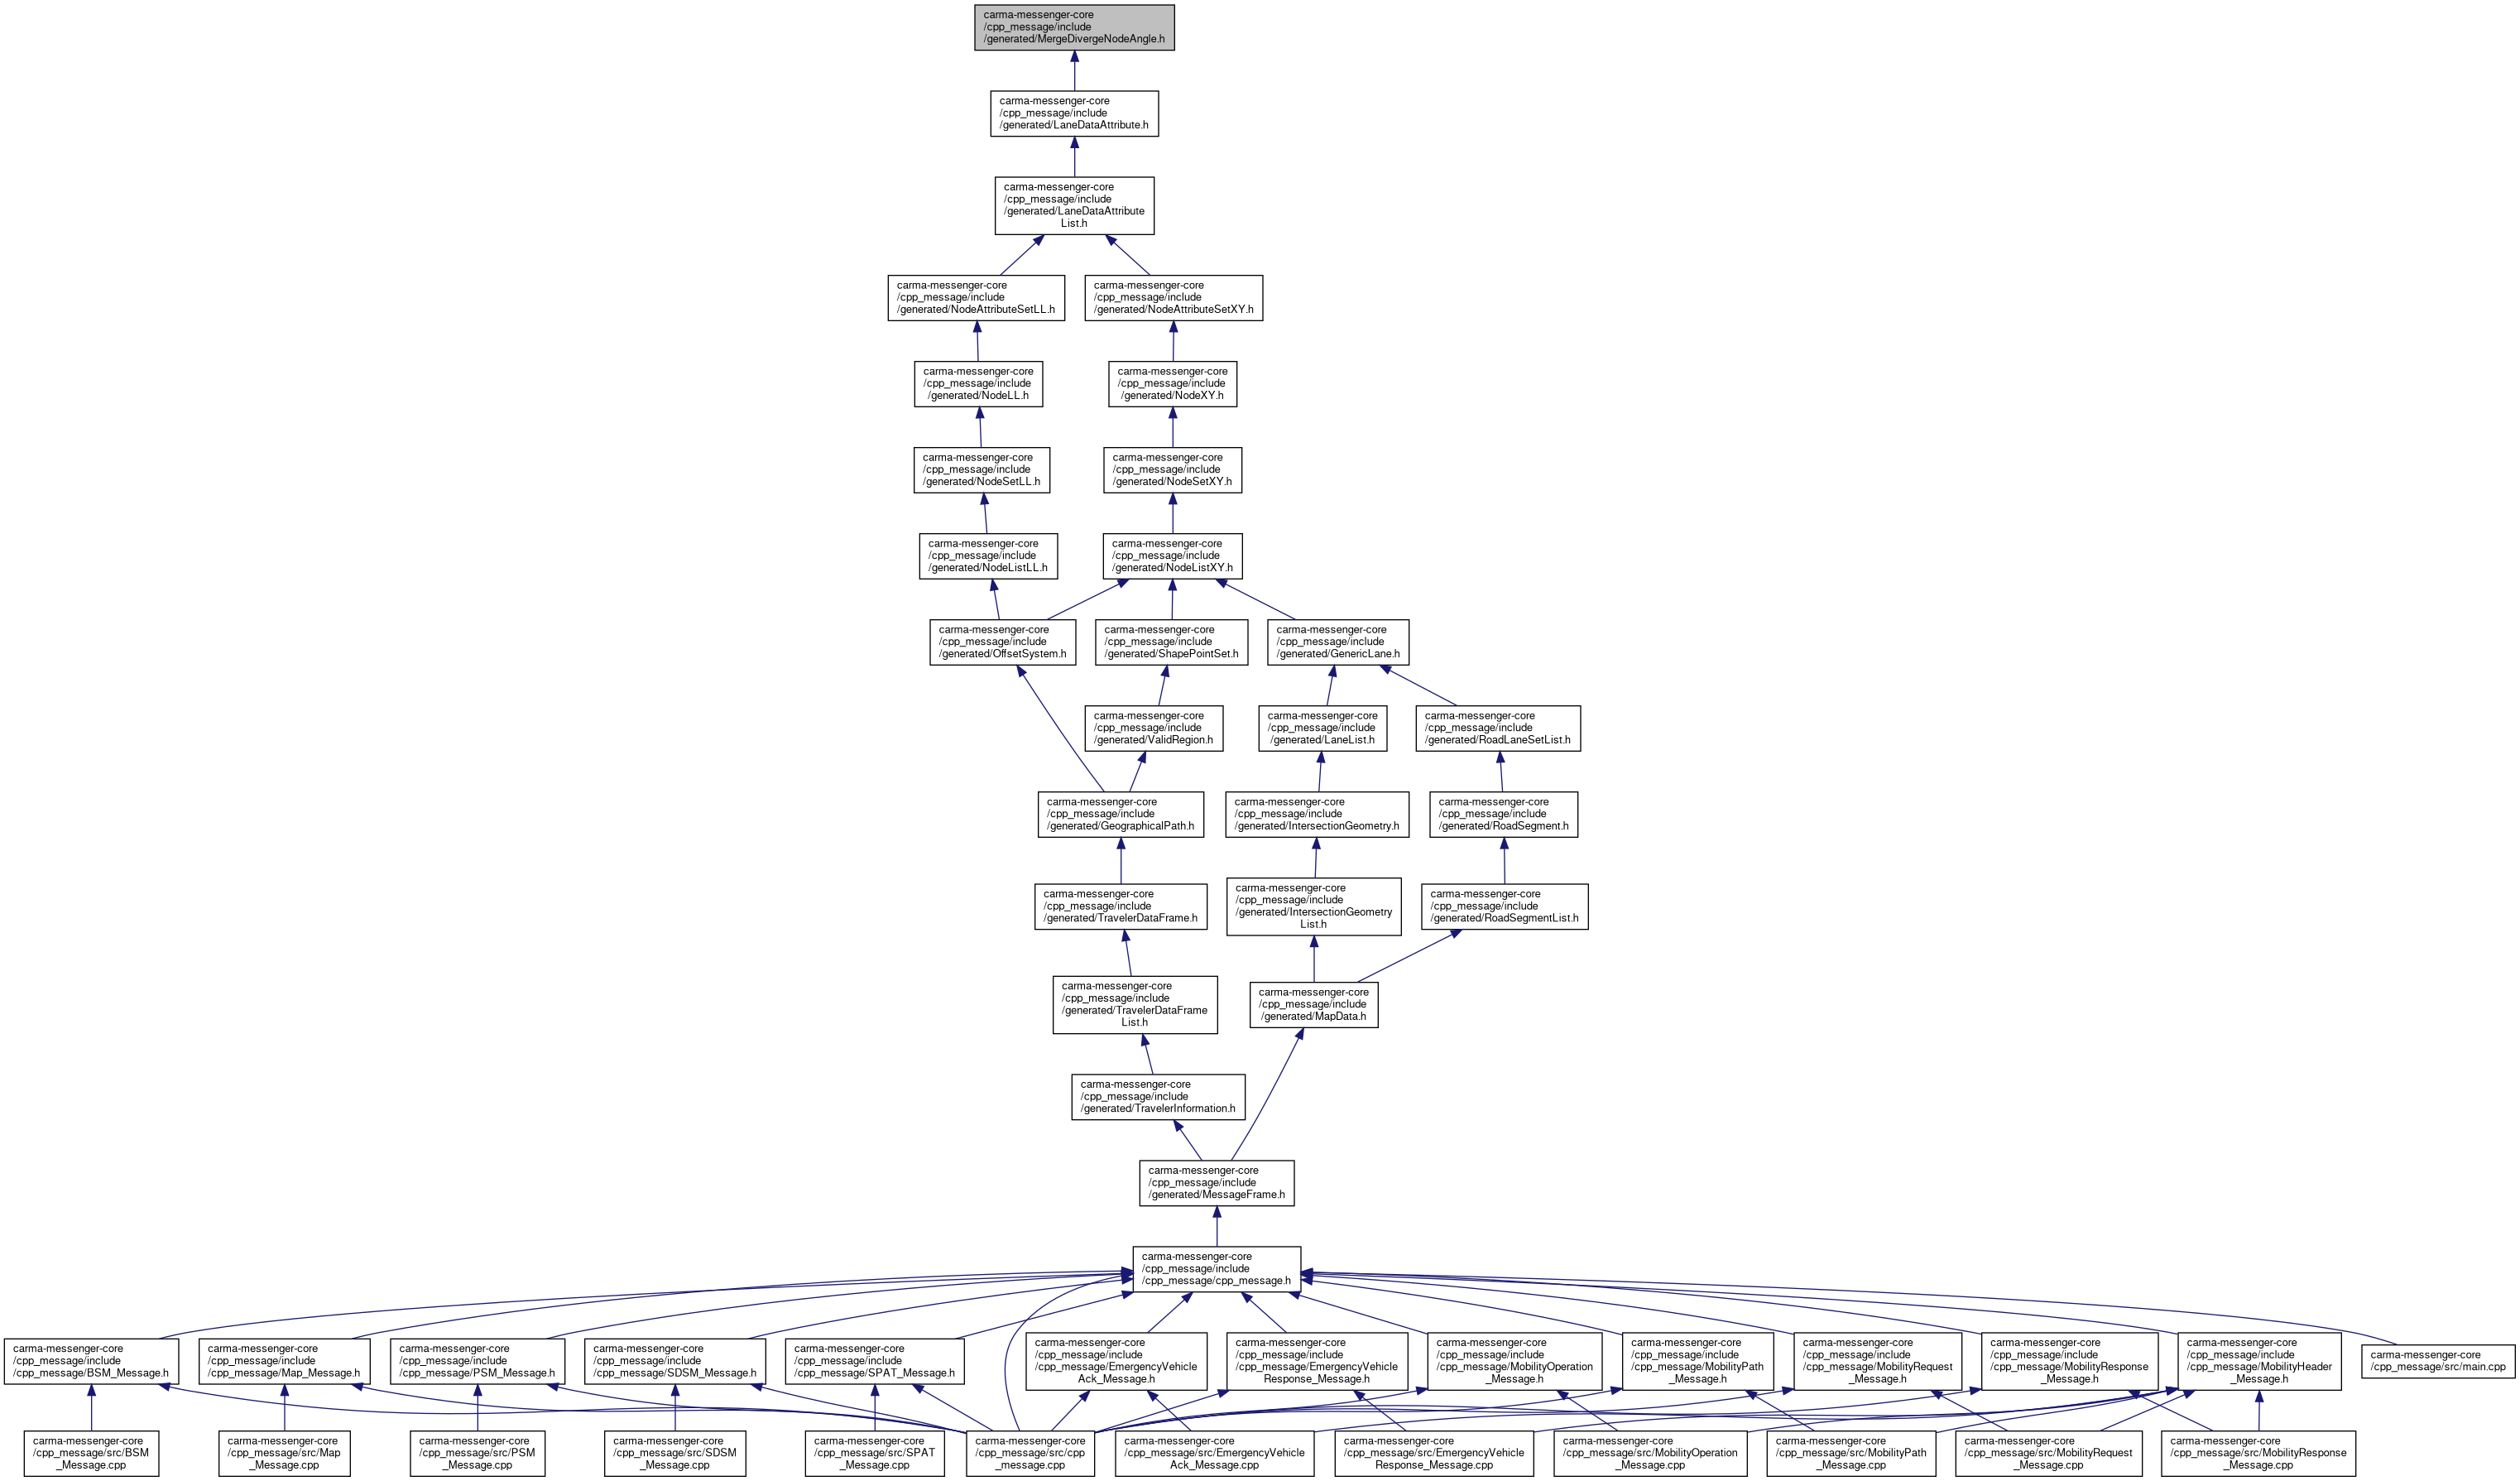 carma-messenger-core
/cpp_message/include
/generated/MergeDivergeNodeAngle.h
carma-messenger-core
/cpp_message/include
/generated/LaneDataAttribute.h
carma-messenger-core
/cpp_message/include
/generated/LaneDataAttribute
List.h
carma-messenger-core
/cpp_message/include
/generated/NodeAttributeSetLL.h
carma-messenger-core
/cpp_message/include
/generated/NodeAttributeSetXY.h
carma-messenger-core
/cpp_message/include
/generated/NodeLL.h
carma-messenger-core
/cpp_message/include
/generated/NodeXY.h
carma-messenger-core
/cpp_message/include
/generated/NodeSetLL.h
carma-messenger-core
/cpp_message/include
/generated/NodeSetXY.h
carma-messenger-core
/cpp_message/include
/generated/NodeListLL.h
carma-messenger-core
/cpp_message/include
/generated/NodeListXY.h
carma-messenger-core
/cpp_message/include
/generated/OffsetSystem.h
carma-messenger-core
/cpp_message/include
/generated/ShapePointSet.h
carma-messenger-core
/cpp_message/include
/generated/GenericLane.h
carma-messenger-core
/cpp_message/include
/generated/ValidRegion.h
carma-messenger-core
/cpp_message/include
/generated/LaneList.h
carma-messenger-core
/cpp_message/include
/generated/RoadLaneSetList.h
carma-messenger-core
/cpp_message/include
/generated/GeographicalPath.h
carma-messenger-core
/cpp_message/include
/generated/IntersectionGeometry.h
carma-messenger-core
/cpp_message/include
/generated/RoadSegment.h
carma-messenger-core
/cpp_message/include
/generated/TravelerDataFrame.h
carma-messenger-core
/cpp_message/include
/generated/IntersectionGeometry
List.h
carma-messenger-core
/cpp_message/include
/generated/RoadSegmentList.h
carma-messenger-core
/cpp_message/include
/generated/TravelerDataFrame
List.h
carma-messenger-core
/cpp_message/include
/generated/MapData.h
carma-messenger-core
/cpp_message/include
/generated/TravelerInformation.h
carma-messenger-core
/cpp_message/include
/generated/MessageFrame.h
carma-messenger-core
/cpp_message/include
/cpp_message/cpp_message.h
carma-messenger-core
/cpp_message/include
/cpp_message/BSM_Message.h
carma-messenger-core
/cpp_message/include
/cpp_message/Map_Message.h
carma-messenger-core
/cpp_message/include
/cpp_message/PSM_Message.h
carma-messenger-core
/cpp_message/include
/cpp_message/SDSM_Message.h
carma-messenger-core
/cpp_message/include
/cpp_message/SPAT_Message.h
carma-messenger-core
/cpp_message/include
/cpp_message/EmergencyVehicle
Ack_Message.h
carma-messenger-core
/cpp_message/include
/cpp_message/EmergencyVehicle
Response_Message.h
carma-messenger-core
/cpp_message/include
/cpp_message/MobilityOperation
_Message.h
carma-messenger-core
/cpp_message/include
/cpp_message/MobilityPath
_Message.h
carma-messenger-core
/cpp_message/include
/cpp_message/MobilityRequest
_Message.h
carma-messenger-core
/cpp_message/include
/cpp_message/MobilityResponse
_Message.h
carma-messenger-core
/cpp_message/include
/cpp_message/MobilityHeader
_Message.h
carma-messenger-core
/cpp_message/src/main.cpp
carma-messenger-core
/cpp_message/src/BSM
_Message.cpp
carma-messenger-core
/cpp_message/src/Map
_Message.cpp
carma-messenger-core
/cpp_message/src/PSM
_Message.cpp
carma-messenger-core
/cpp_message/src/SDSM
_Message.cpp
carma-messenger-core
/cpp_message/src/SPAT
_Message.cpp
carma-messenger-core
/cpp_message/src/cpp
_message.cpp
carma-messenger-core
/cpp_message/src/EmergencyVehicle
Ack_Message.cpp
carma-messenger-core
/cpp_message/src/EmergencyVehicle
Response_Message.cpp
carma-messenger-core
/cpp_message/src/MobilityOperation
_Message.cpp
carma-messenger-core
/cpp_message/src/MobilityPath
_Message.cpp
carma-messenger-core
/cpp_message/src/MobilityRequest
_Message.cpp
carma-messenger-core
/cpp_message/src/MobilityResponse
_Message.cpp